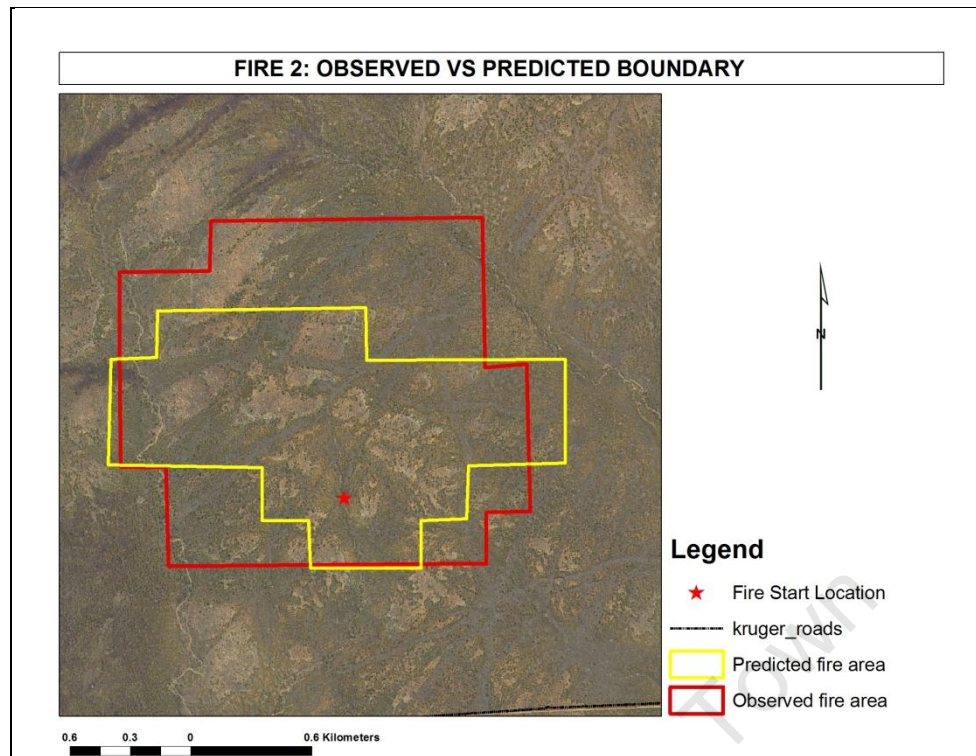 FIRE 2: OBSERVED VS PREDICTED BOUNDARY
N
Legend
Fire Start Location
kruger_roads
Predicted fire area
Observed fire area
Town
0.6 0.3 0 0.6 Kilometers